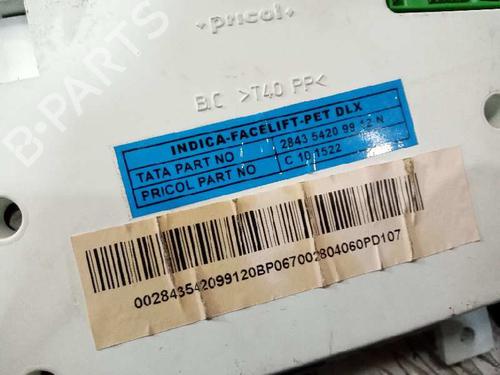 pricol
B.C >T40 PP<
INDICA-FACELIFT-PET DLX
TATA PART NO 2843 5420 99 12 N
PRICOL PART NO C 10 1522
002843542099120BP067002804060PD107
B-PARTS